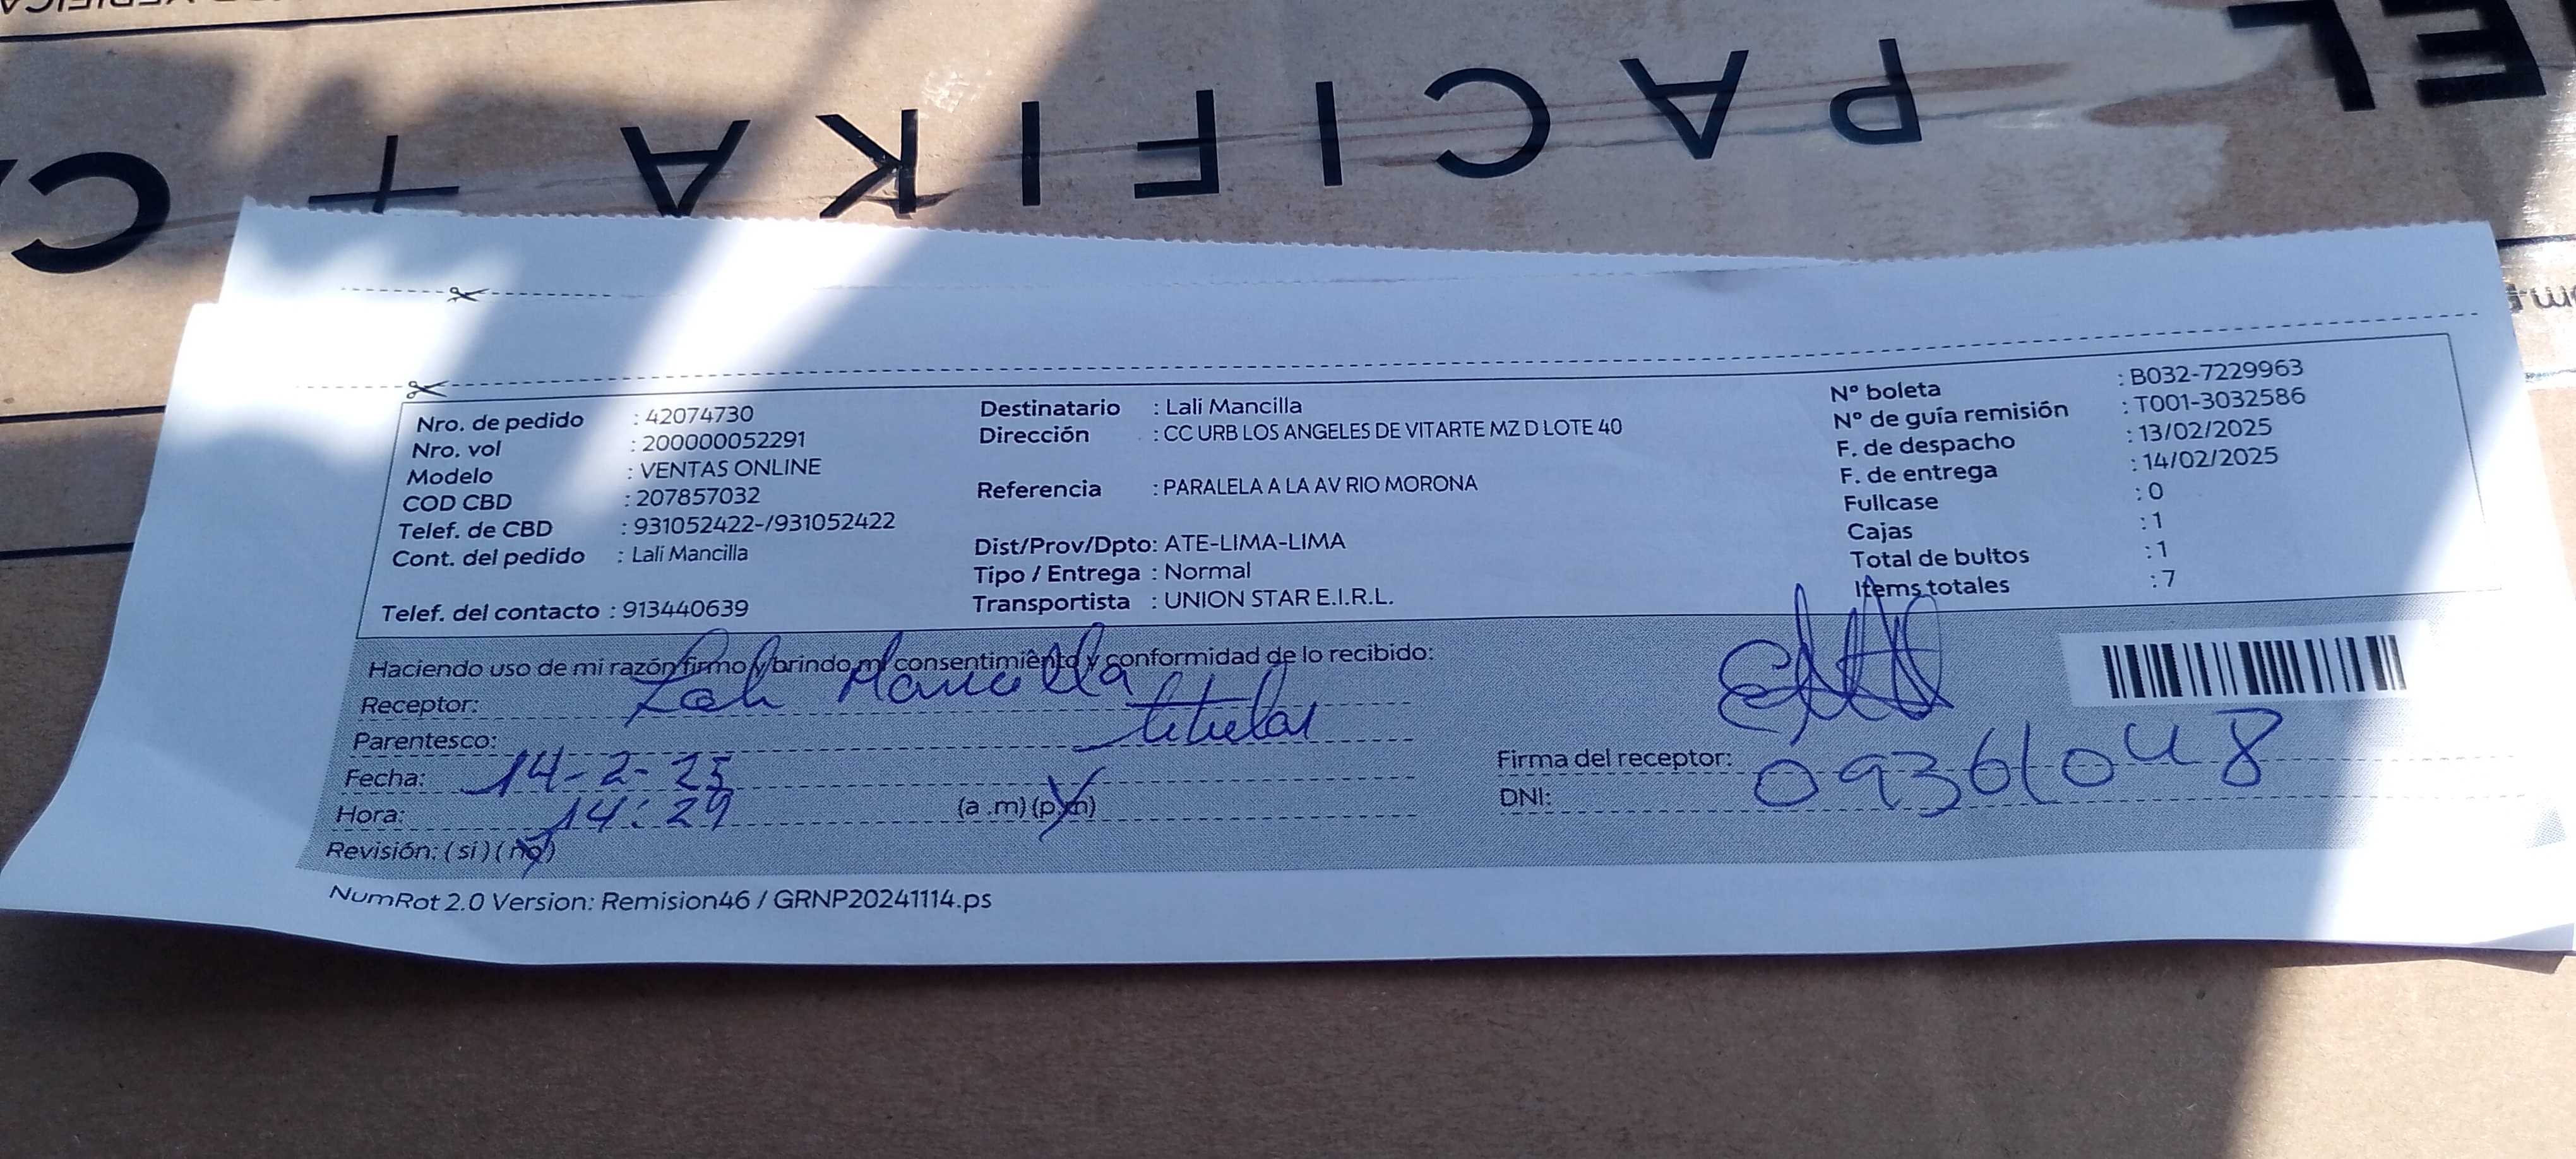 PACIFIKA +
Nro. de pedido : 42074730
Nro. vol : 200000052291
Modelo : VENTAS ONLINE
COD CBD : 207857032
Telef. de CBD : 931052422-/931052422
Cont. del pedido : Lali Mancilla
Telef. del contacto : 913440639
Destinatario : Lali Mancilla
Dirección : CC URB LOS ANGELES DE VITARTE MZ D LOTE 40
Referencia : PARALELA A LA AV RIO MORONA
Dist/Prov/Dpto: ATE-LIMA-LIMA
Tipo / Entrega : Normal
Transportista : UNION STAR E.I.R.L.
N° boleta : B032-7229963
N° de guía remisión : T001-3032586
F. de despacho : 13/02/2025
F. de entrega : 14/02/2025
Fullcase : 0
Cajas : 1
Total de bultos : 1
Items totales : 7
Haciendo uso de mi razón firmo y brindo mi consentimiento y conformidad de lo recibido:
Receptor: Lali Mancilla
Parentesco: titular
Fecha: 14-2-25
Hora: 14:29 (a .m) (p.m)
Revisión: ( si ) ( no )
Firma del receptor:
DNI: 09361048
NumRot 2.0 Version: Remision46 / GRNP20241114.ps